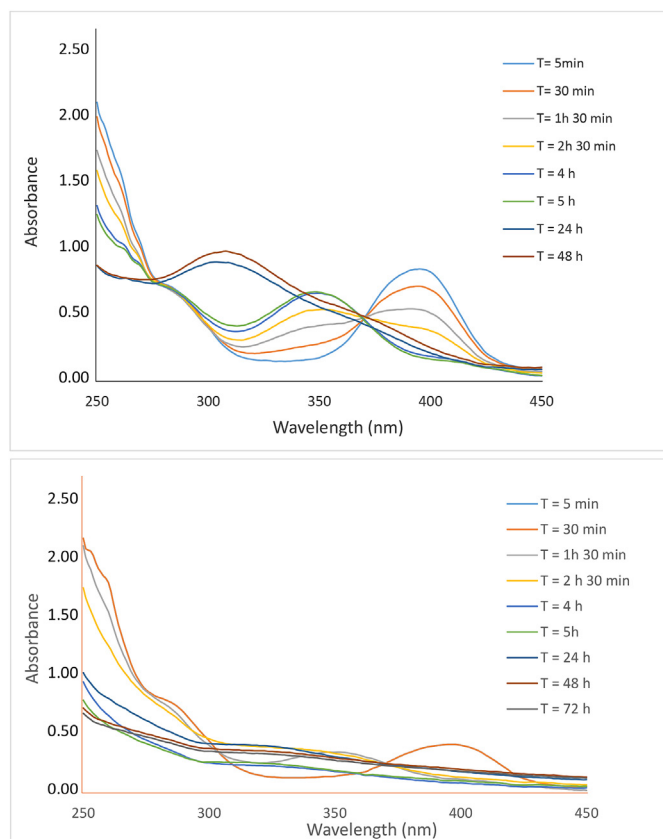 2.50
2.00
1.50
1.00
0.50
0.00
Absorbance
250 300 350 400 450
Wavelength (nm)
T= 5min
T= 30 min
T= 1h 30 min
T = 2h 30 min
T = 4 h
T = 5 h
T = 24 h
T = 48 h
2.50
2.00
1.50
1.00
0.50
0.00
Absorbance
250 300 350 400 450
Wavelength (nm)
T = 5 min
T = 30 min
T = 1h 30 min
T = 2 h 30 min
T = 4 h
T = 5h
T = 24 h
T = 48 h
T = 72 h